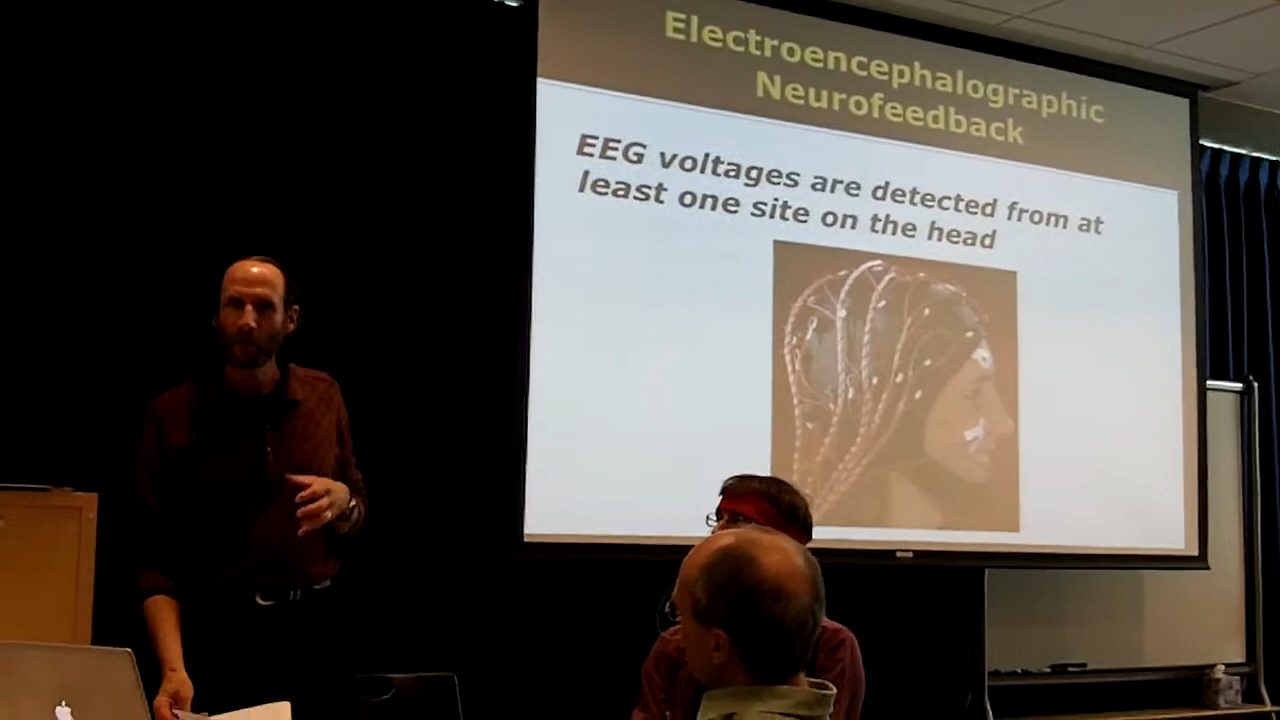 Electroencephalographic
Neurofeedback
EEG voltages are detected from at
least one site on the head